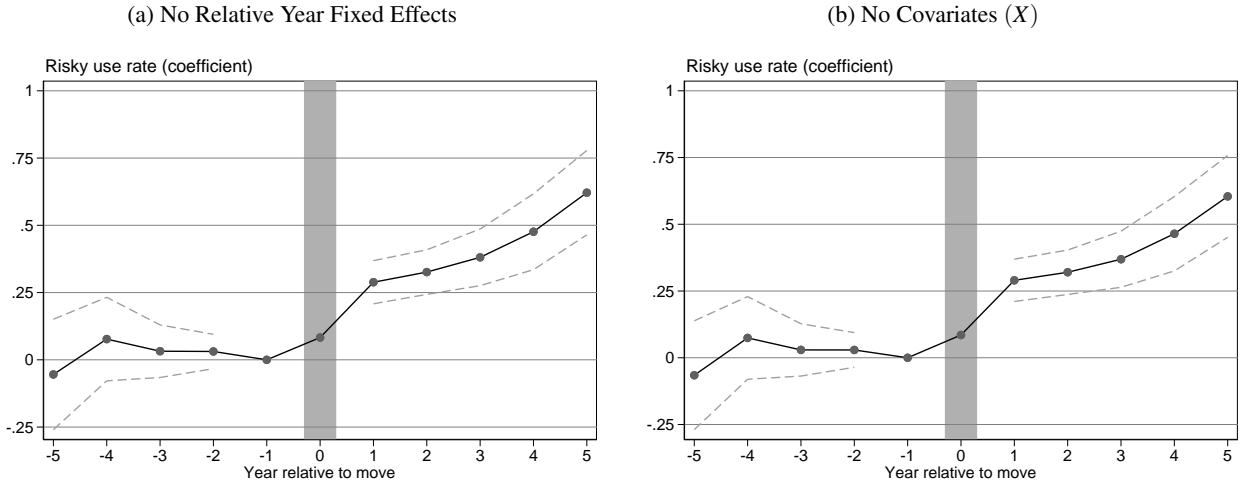 (a) No Relative Year Fixed Effects
Risky use rate (coefficient)
1
.75
.5
.25
0
-.25
-5 -4 -3 -2 -1 0 1 2 3 4 5
Year relative to move
(b) No Covariates (X)
Risky use rate (coefficient)
1
.75
.5
.25
0
-.25
-5 -4 -3 -2 -1 0 1 2 3 4 5
Year relative to move